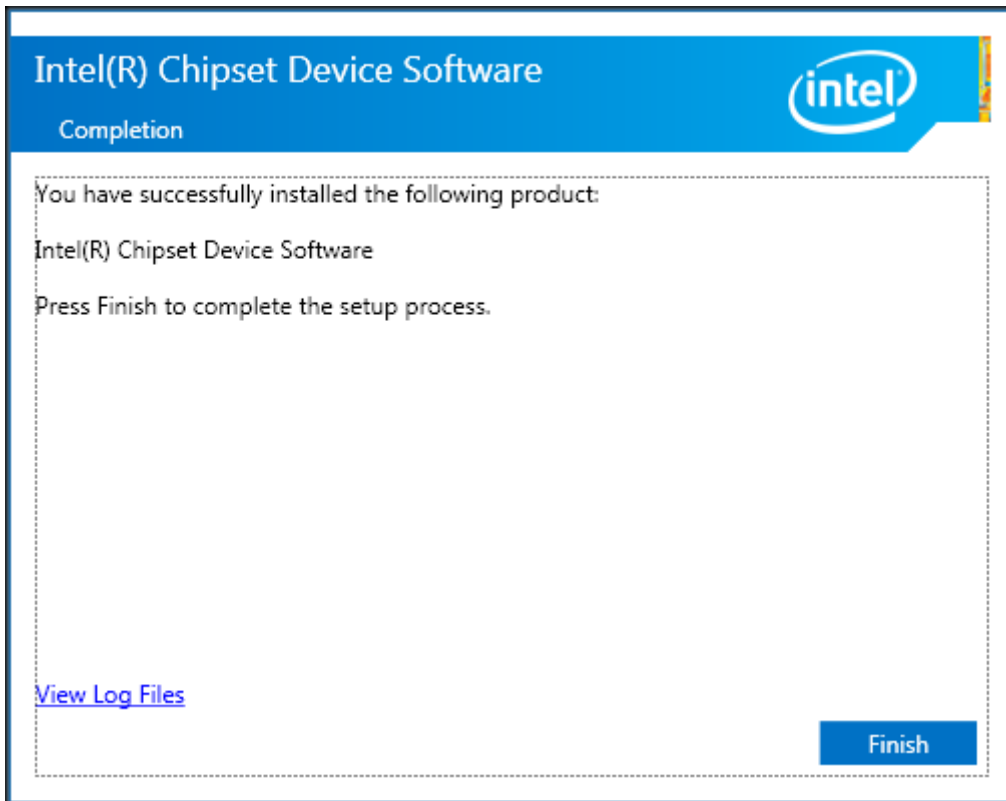 Intel(R) Chipset Device Software
intel
Completion
You have successfully installed the following product:
Intel(R) Chipset Device Software
Press Finish to complete the setup process.
View Log Files
Finish